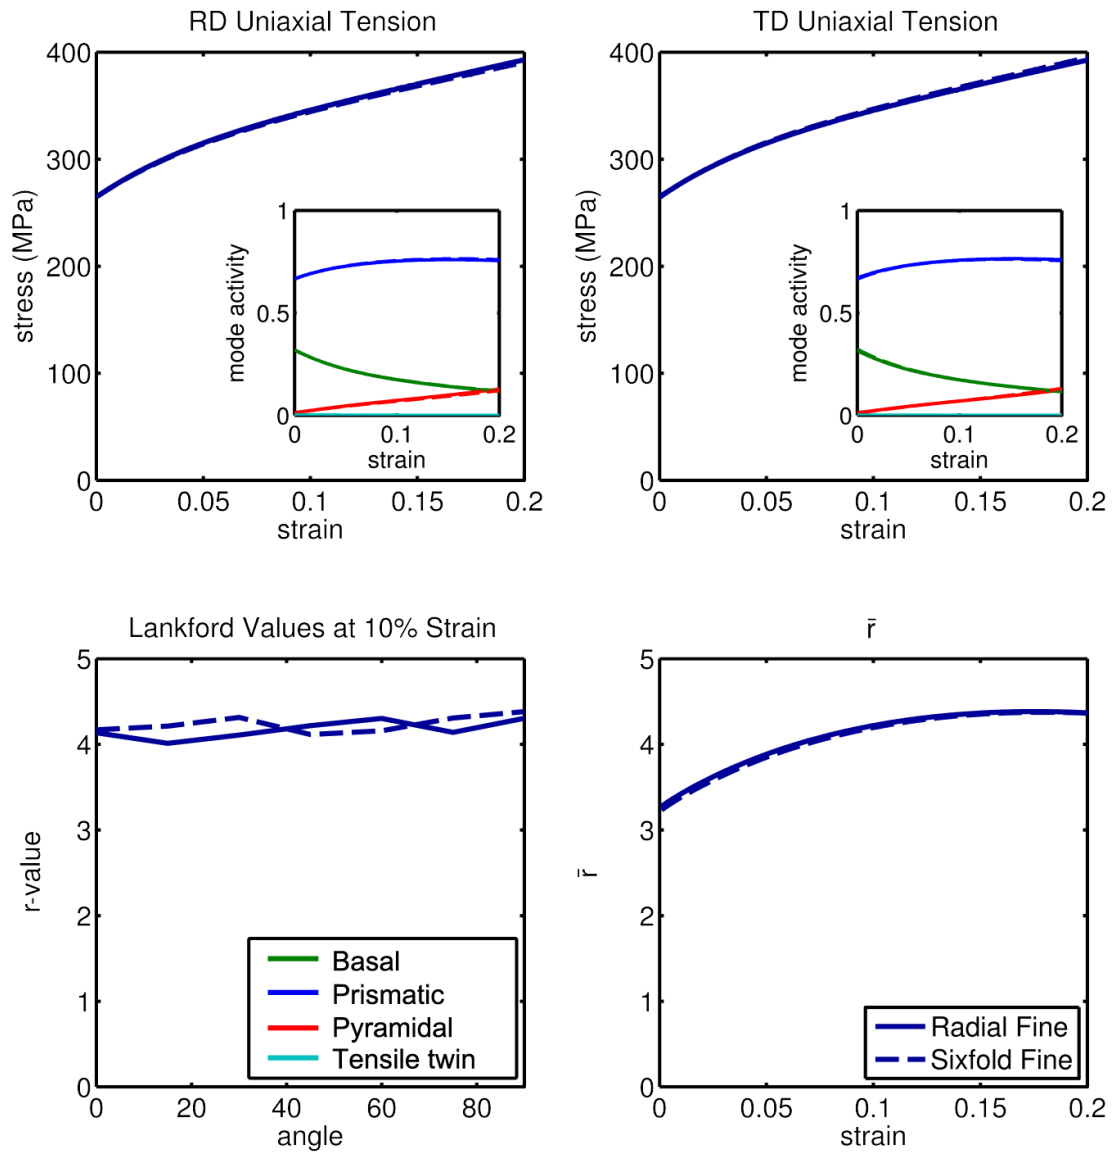 RD Uniaxial Tension
400
300
200
100
0
stress (MPa)
0
0.05
0.1
0.15
0.2
strain
1
0.5
0
mode activity
0
0.1
0.2
strain
TD Uniaxial Tension
400
300
200
100
0
stress (MPa)
0
0.05
0.1
0.15
0.2
strain
1
0.5
0
mode activity
0
0.1
0.2
strain
Lankford Values at 10% Strain
5
4
3
2
1
0
r-value
0
20
40
60
80
angle
Basal
Prismatic
Pyramidal
Tensile twin
r̄
5
4
3
2
1
0
r̄
0
0.05
0.1
0.15
0.2
strain
Radial Fine
Sixfold Fine